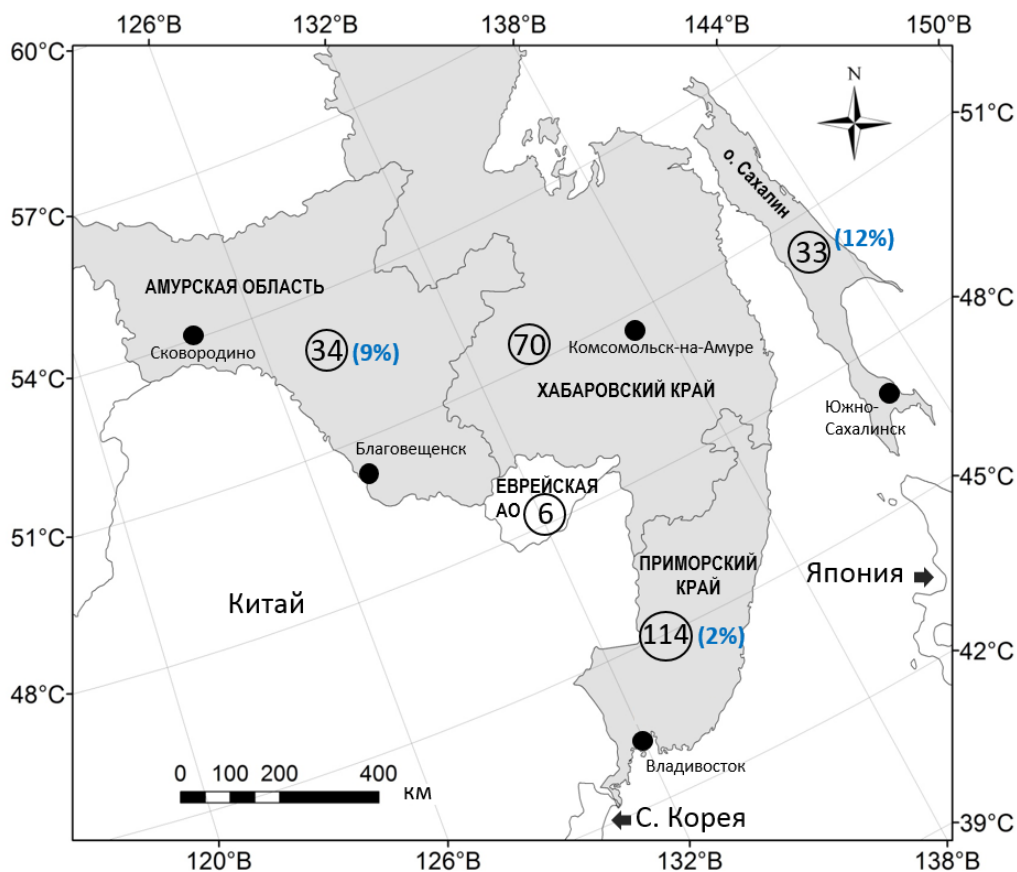 126°В 132°В 138°В 144°В 150°В
60°С
N
51°С
о. Сахалин
57°С
33 (12%)
АМУРСКАЯ ОБЛАСТЬ
48°С
Сковородино
34 (9%)
70
Комсомольск-на-Амуре
54°С
ХАБАРОВСКИЙ КРАЙ
Южно-
Сахалинск
Благовещенск
45°С
ЕВРЕЙСКАЯ
АО 6
51°С
ПРИМОРСКИЙ
КРАЙ
Япония
Китай
114 (2%)
42°С
48°С
Владивосток
0 100 200 400
км
С. Корея
39°С
120°В 126°В 132°В 138°В